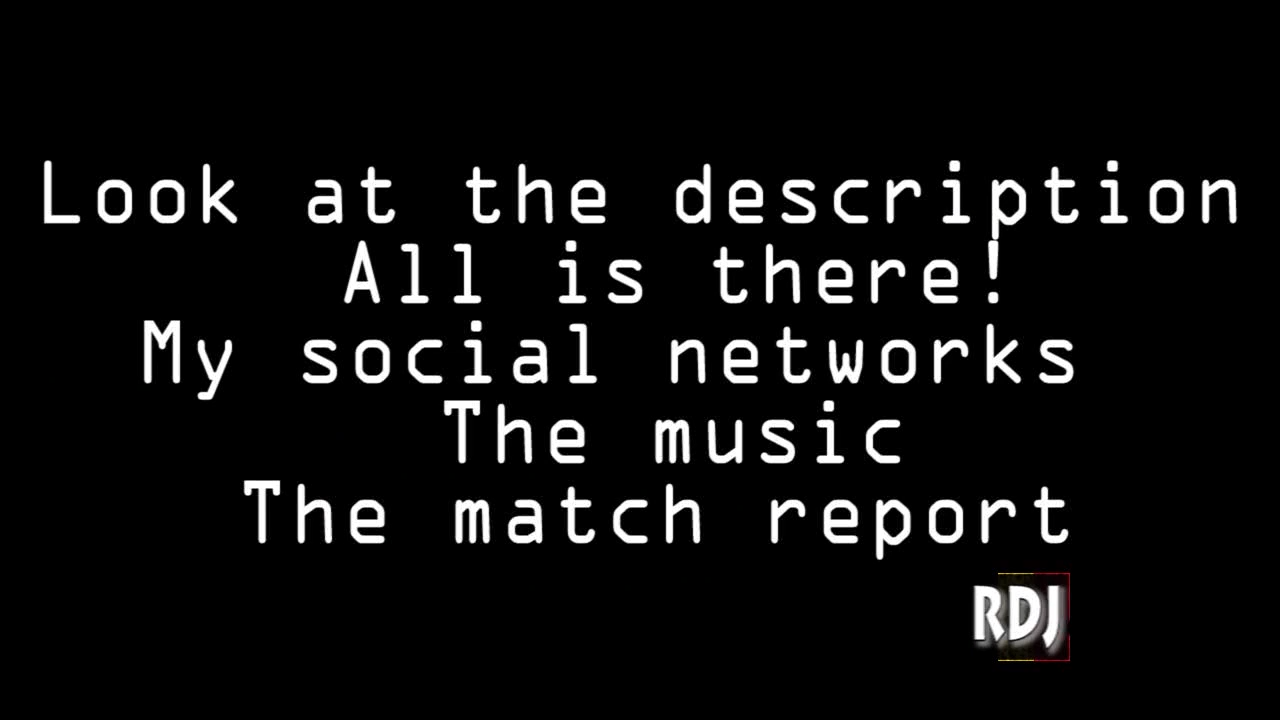 Look at the description
All is there!
My social networks
The music
The match report
RDJ